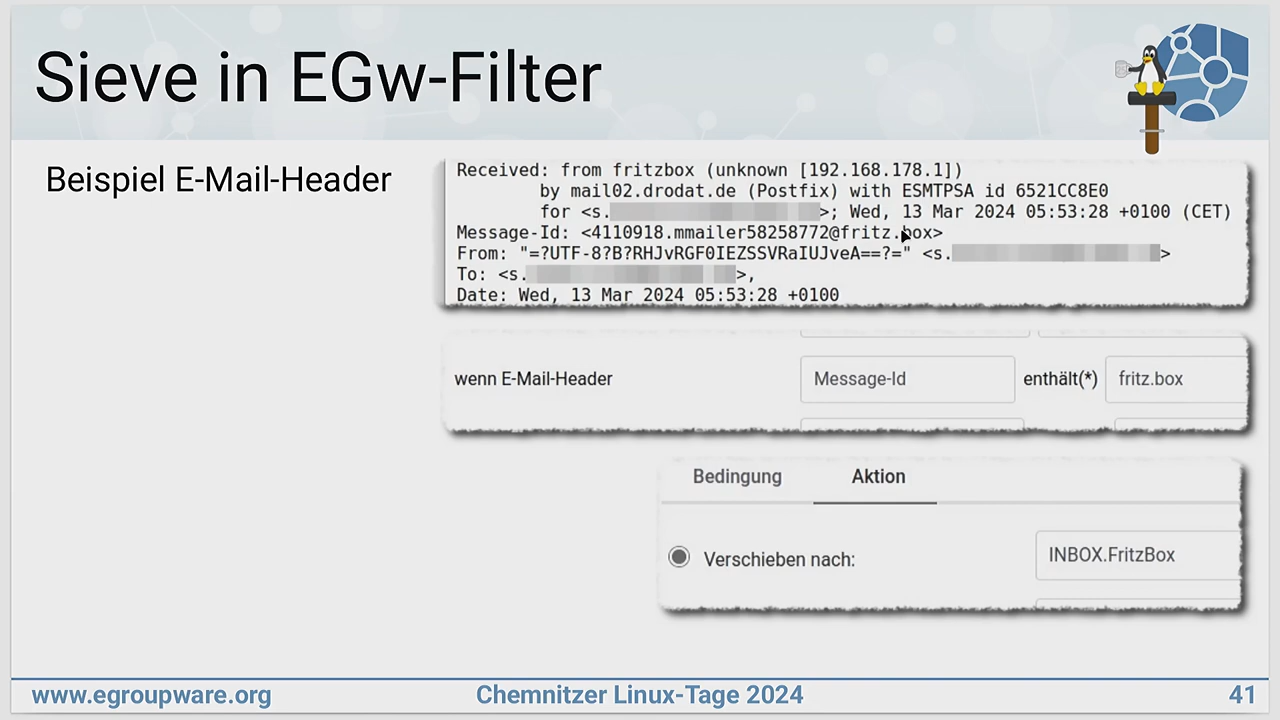 Sieve in EGw-Filter
Beispiel E-Mail-Header
Received: from fritzbox (unknown [192.168.178.1])
by mail02.drodat.de (Postfix) with ESMTPSA id 6521CC8E0
for <s. >; Wed, 13 Mar 2024 05:53:28 +0100 (CET)
Message-Id: <4110918.mmailer58258772@fritz.box>
From: "=?UTF-8?B?RHJvRGF0IEZSSVRaIUJveA==?=" <s. >
To: <s. >,
Date: Wed, 13 Mar 2024 05:53:28 +0100
wenn E-Mail-Header Message-Id enthält(*) fritz.box
Bedingung Aktion
Verschieben nach: INBOX.FritzBox
www.egroupware.org Chemnitzer Linux-Tage 2024 41